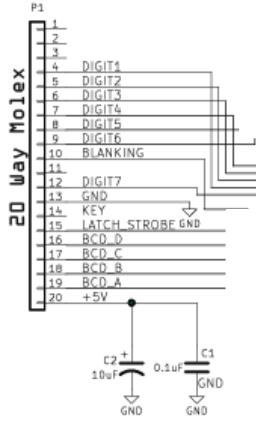 P1
20 Way Molex
1
2
3
4 DIGIT1
5 DIGIT2
6 DIGIT3
7 DIGIT4
8 DIGIT5
9 DIGIT6
10 BLANKING
11
12 DIGIT7
13 GND
14 KEY
GND
15 LATCH_STROBE
16 BCD_D
17 BCD_C
18 BCD_B
19 BCD_A
20 +5V
C2 +
10uF
C1
0.1uF
GND
GND
GND